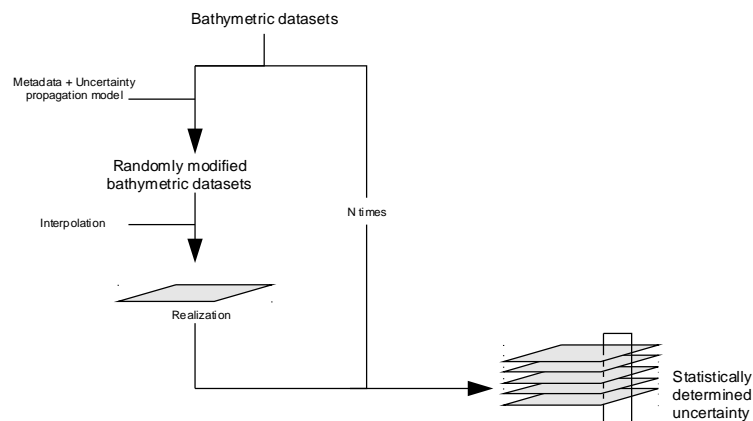 Bathymetric datasets
Metadata + Uncertainty
propagation model
Randomly modified
bathymetric datasets
N times
Interpolation
Realization
Statistically
determined
uncertainty